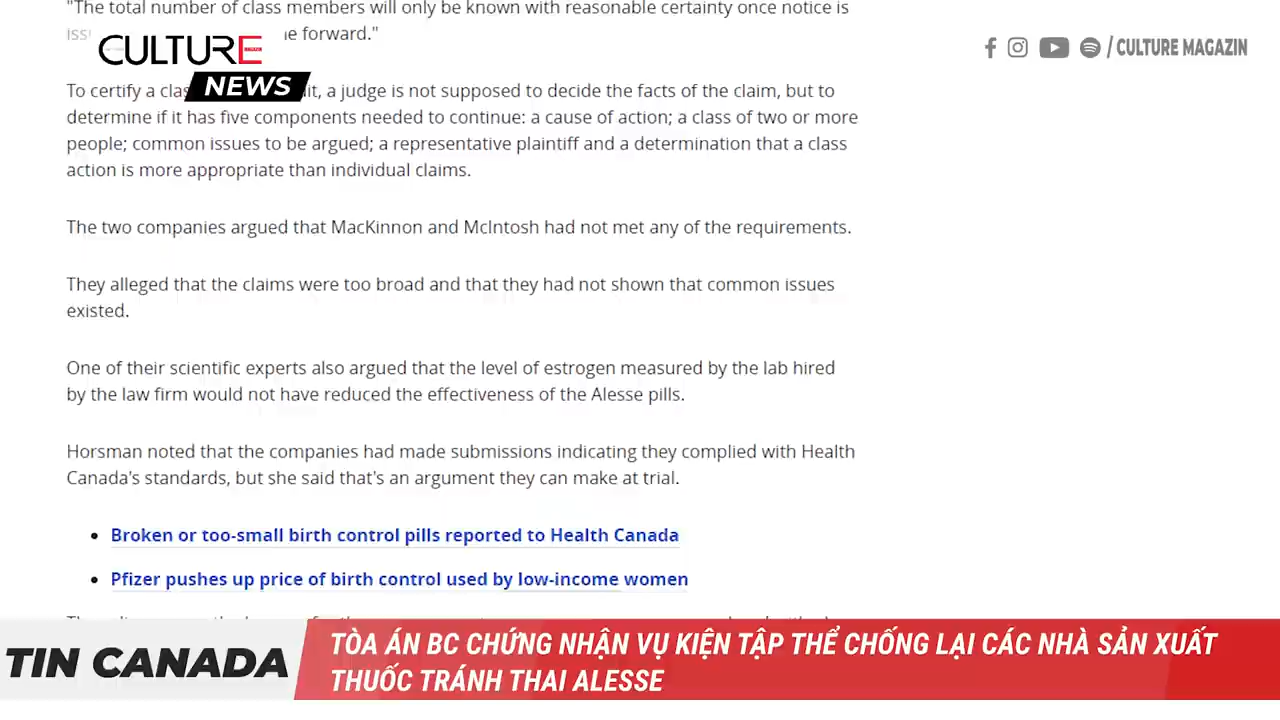 "The total number of class members will only be known with reasonable certainty once notice is
forward."
CULTURE
NEWS
/ CULTURE MAGAZIN
To certify a a judge is not supposed to decide the facts of the claim, but to
determine if it has five components needed to continue: a cause of action; a class of two or more
people; common issues to be argued; a representative plaintiff and a determination that a class
action is more appropriate than individual claims.
The two companies argued that MacKinnon and McIntosh had not met any of the requirements.
They alleged that the claims were too broad and that they had not shown that common issues
existed.
One of their scientific experts also argued that the level of estrogen measured by the lab hired
by the law firm would not have reduced the effectiveness of the Alesse pills.
Horsman noted that the companies had made submissions indicating they complied with Health
Canada's standards, but she said that's an argument they can make at trial.
• Broken or too-small birth control pills reported to Health Canada
• Pfizer pushes up price of birth control used by low-income women
TIN CANADA
TÒA ÁN BC CHỨNG NHẬN VỤ KIỆN TẬP THỂ CHỐNG LẠI CÁC NHÀ SẢN XUẤT
THUỐC TRÁNH THAI ALESSE